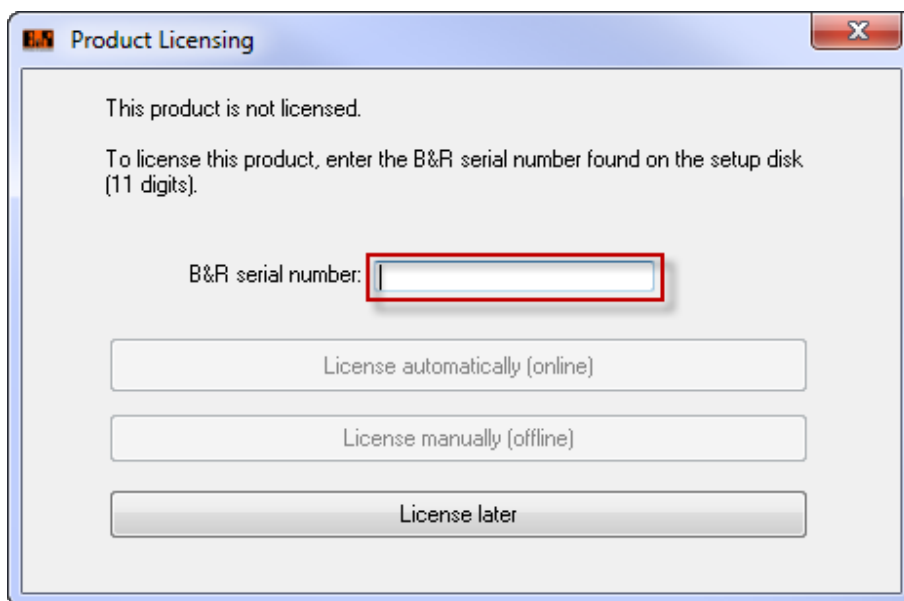 B&R Product Licensing
This product is not licensed.
To license this product, enter the B&R serial number found on the setup disk
(11 digits).
B&R serial number:
License automatically (online)
License manually (offline)
License later